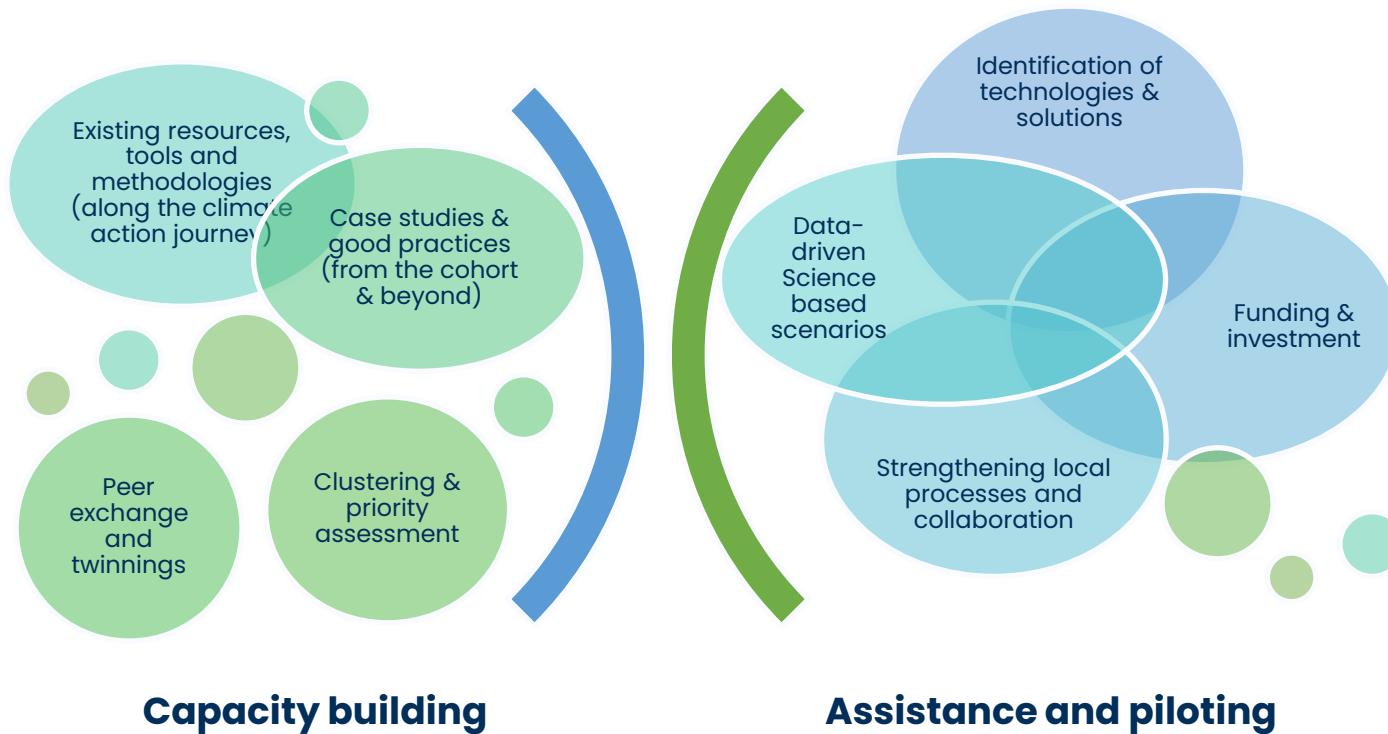 Existing resources,
tools and
methodologies
(along the climate
action journey)
Case studies &
good practices
(from the cohort
& beyond)
Peer
exchange
and
twinnings
Clustering &
priority
assessment
Capacity building
Identification of
technologies &
solutions
Data-
driven
Science
based
scenarios
Funding &
investment
Strengthening local
processes and
collaboration
Assistance and piloting